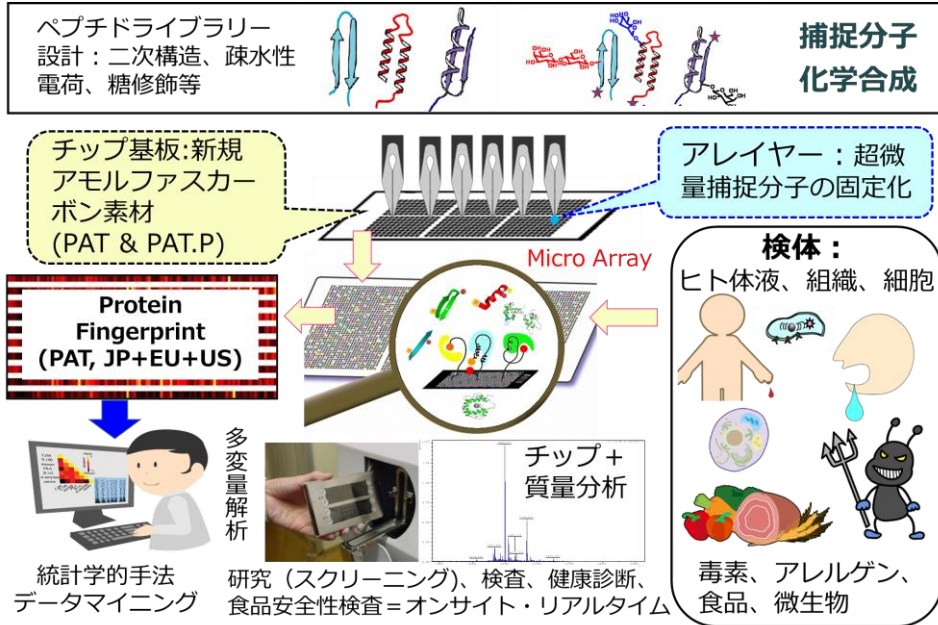 ペプチドライブラリー
設計：二次構造、疎水性
電荷、糖修飾等
捕捉分子
化学合成
チップ基板:新規
アモルファスカー
ボン素材
(PAT & PAT.P)
アレイヤー：超微
量捕捉分子の固定化
Micro Array
検体：
ヒト体液、組織、細胞
Protein
Fingerprint
(PAT, JP+EU+US)
多変量解析
チップ＋
質量分析
統計学的手法
データマイニング
研究（スクリーニング)、検査、健康診断、
食品安全性検査＝オンサイト・リアルタイム
毒素、アレルゲン、
食品、微生物